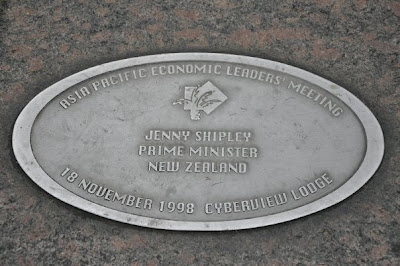 ASIA PACIFIC ECONOMIC LEADERS' MEETING
JENNY SHIPLEY
PRIME MINISTER
NEW ZEALAND
18 NOVEMBER 1998 CYBERVIEW LODGE